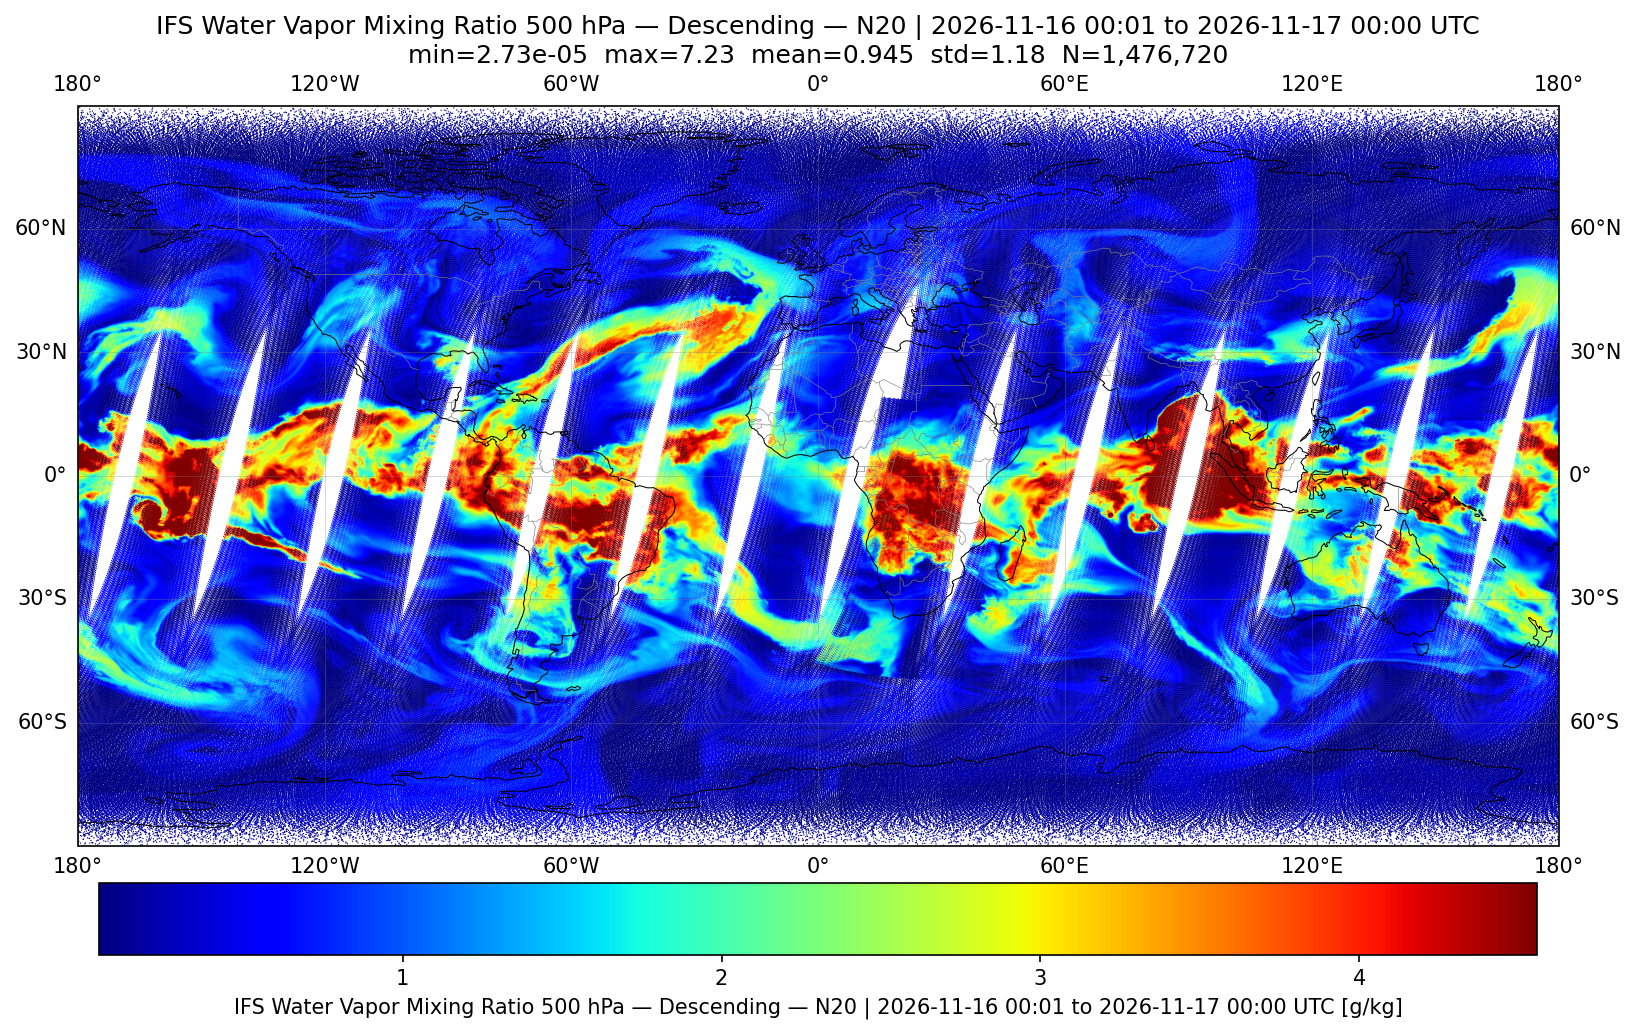 IFS Water Vapor Mixing Ratio 500 hPa — Descending — N20 | 2026-11-16 00:01 to 2026-11-17 00:00 UTC
min=2.73e-05 max=7.23 mean=0.945 std=1.18 N=1,476,720
180° 120°W 60°W 0° 60°E 120°E 180°
60°N 60°N
30°N 30°N
0° 0°
30°S 30°S
60°S 60°S
180° 120°W 60°W 0° 60°E 120°E 180°
1 2 3 4
IFS Water Vapor Mixing Ratio 500 hPa — Descending — N20 | 2026-11-16 00:01 to 2026-11-17 00:00 UTC [g/kg]